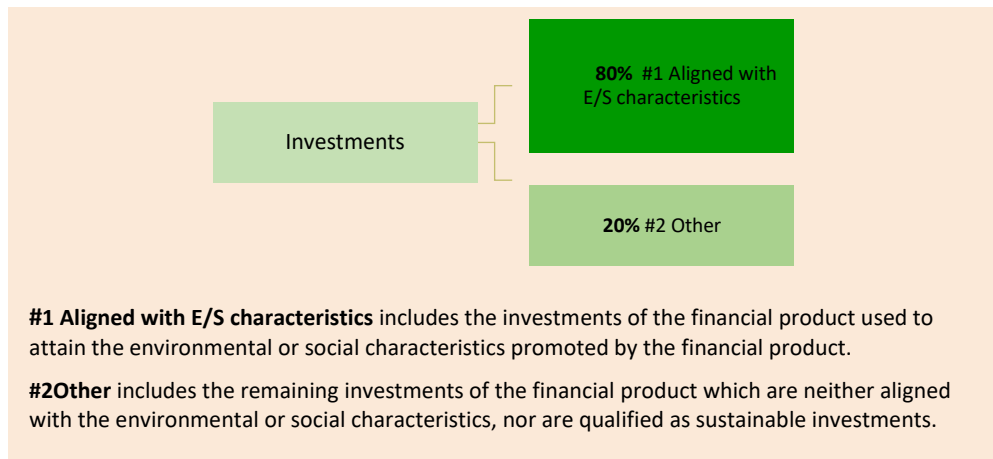 80% #1 Aligned with
E/S characteristics
Investments
20% #2 Other
#1 Aligned with E/S characteristics includes the investments of the financial product used to
attain the environmental or social characteristics promoted by the financial product.
#2Other includes the remaining investments of the financial product which are neither aligned
with the environmental or social characteristics, nor are qualified as sustainable investments.